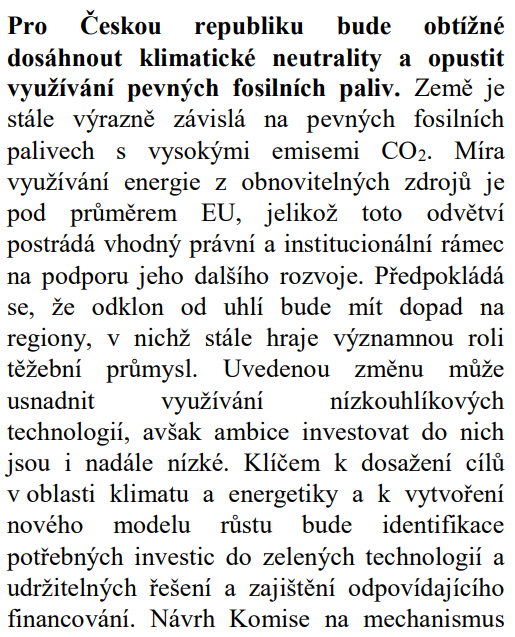 Pro Českou republiku bude obtížné
dosáhnout klimatické neutrality a opustit
využívání pevných fosilních paliv. Země je
stále výrazně závislá na pevných fosilních
palivech s vysokými emisemi CO₂. Míra
využívání energie z obnovitelných zdrojů je
pod průměrem EU, jelikož toto odvětví
postrádá vhodný právní a institucionální rámec
na podporu jeho dalšího rozvoje. Předpokládá
se, že odklon od uhlí bude mít dopad na
regiony, v nichž stále hraje významnou roli
těžební průmysl. Uvedenou změnu může
usnadnit využívání nízkouhlíkových
technologií, avšak ambice investovat do nich
jsou i nadále nízké. Klíčem k dosažení cílů
v oblasti klimatu a energetiky a k vytvoření
nového modelu růstu bude identifikace
potřebných investic do zelených technologií a
udržitelných řešení a zajištění odpovídajícího
financování. Návrh Komise na mechanismus